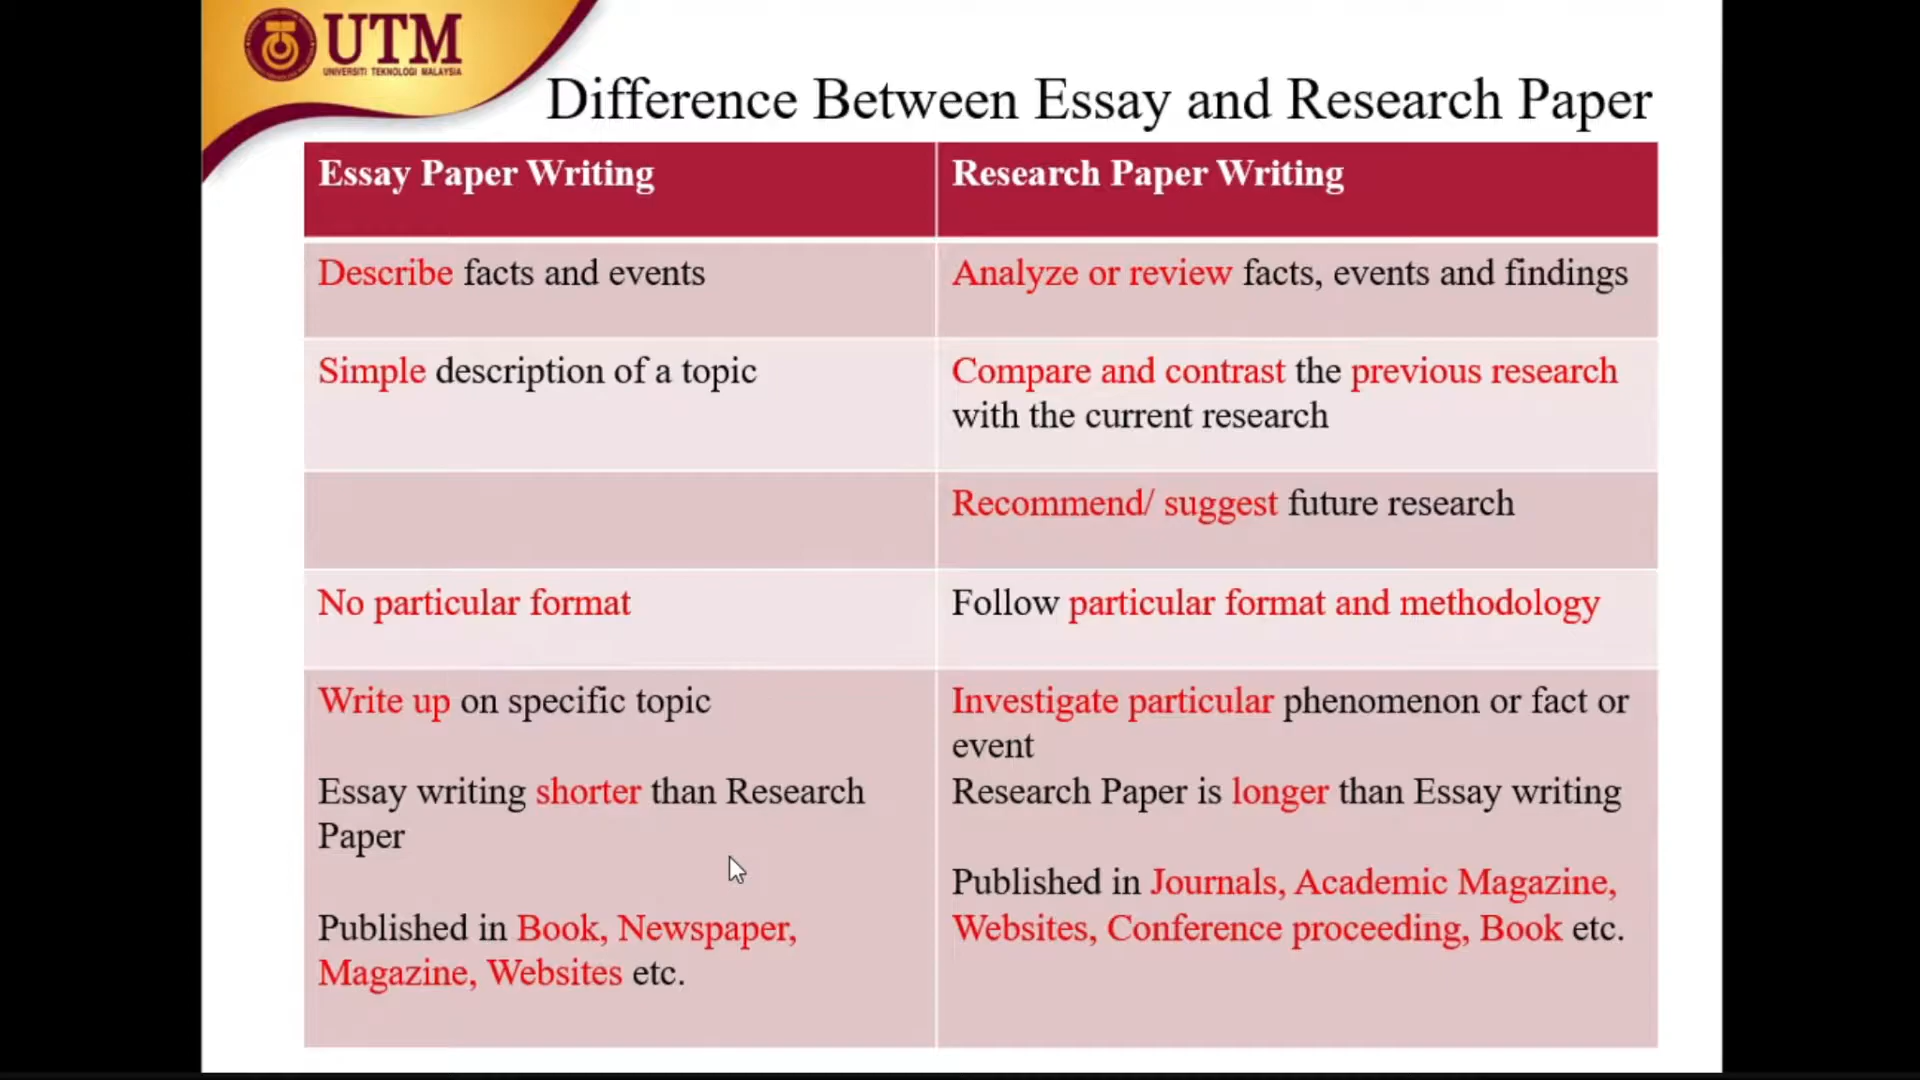 UTM
UNIVERSITI TEKNOLOGI MALAYSIA
Difference Between Essay and Research Paper
Essay Paper Writing
Research Paper Writing
Describe facts and events
Analyze or review facts, events and findings
Simple description of a topic
Compare and contrast the previous research
with the current research
Recommend/ suggest future research
No particular format
Follow particular format and methodology
Write up on specific topic
Essay writing shorter than Research
Paper
Published in Book, Newspaper,
Magazine, Websites etc.
Investigate particular phenomenon or fact or
event
Research Paper is longer than Essay writing
Published in Journals, Academic Magazine,
Websites, Conference proceeding, Book etc.